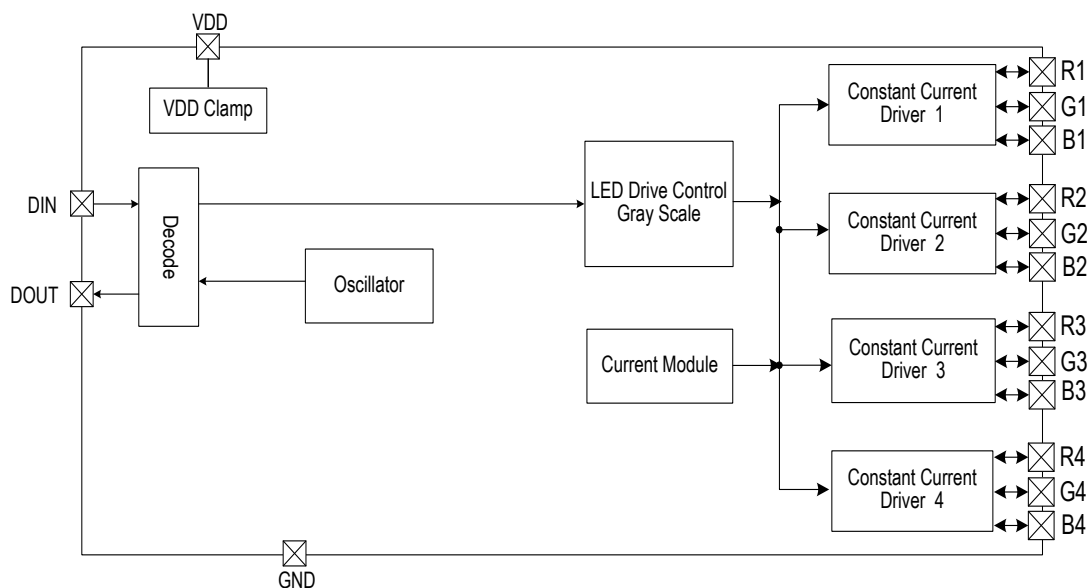 VDD
VDD Clamp
DIN
DOUT
Decode
Oscillator
LED Drive Control
Gray Scale
Current Module
Constant Current
Driver 1
R1
G1
B1
Constant Current
Driver 2
R2
G2
B2
Constant Current
Driver 3
R3
G3
B3
Constant Current
Driver 4
R4
G4
B4
GND